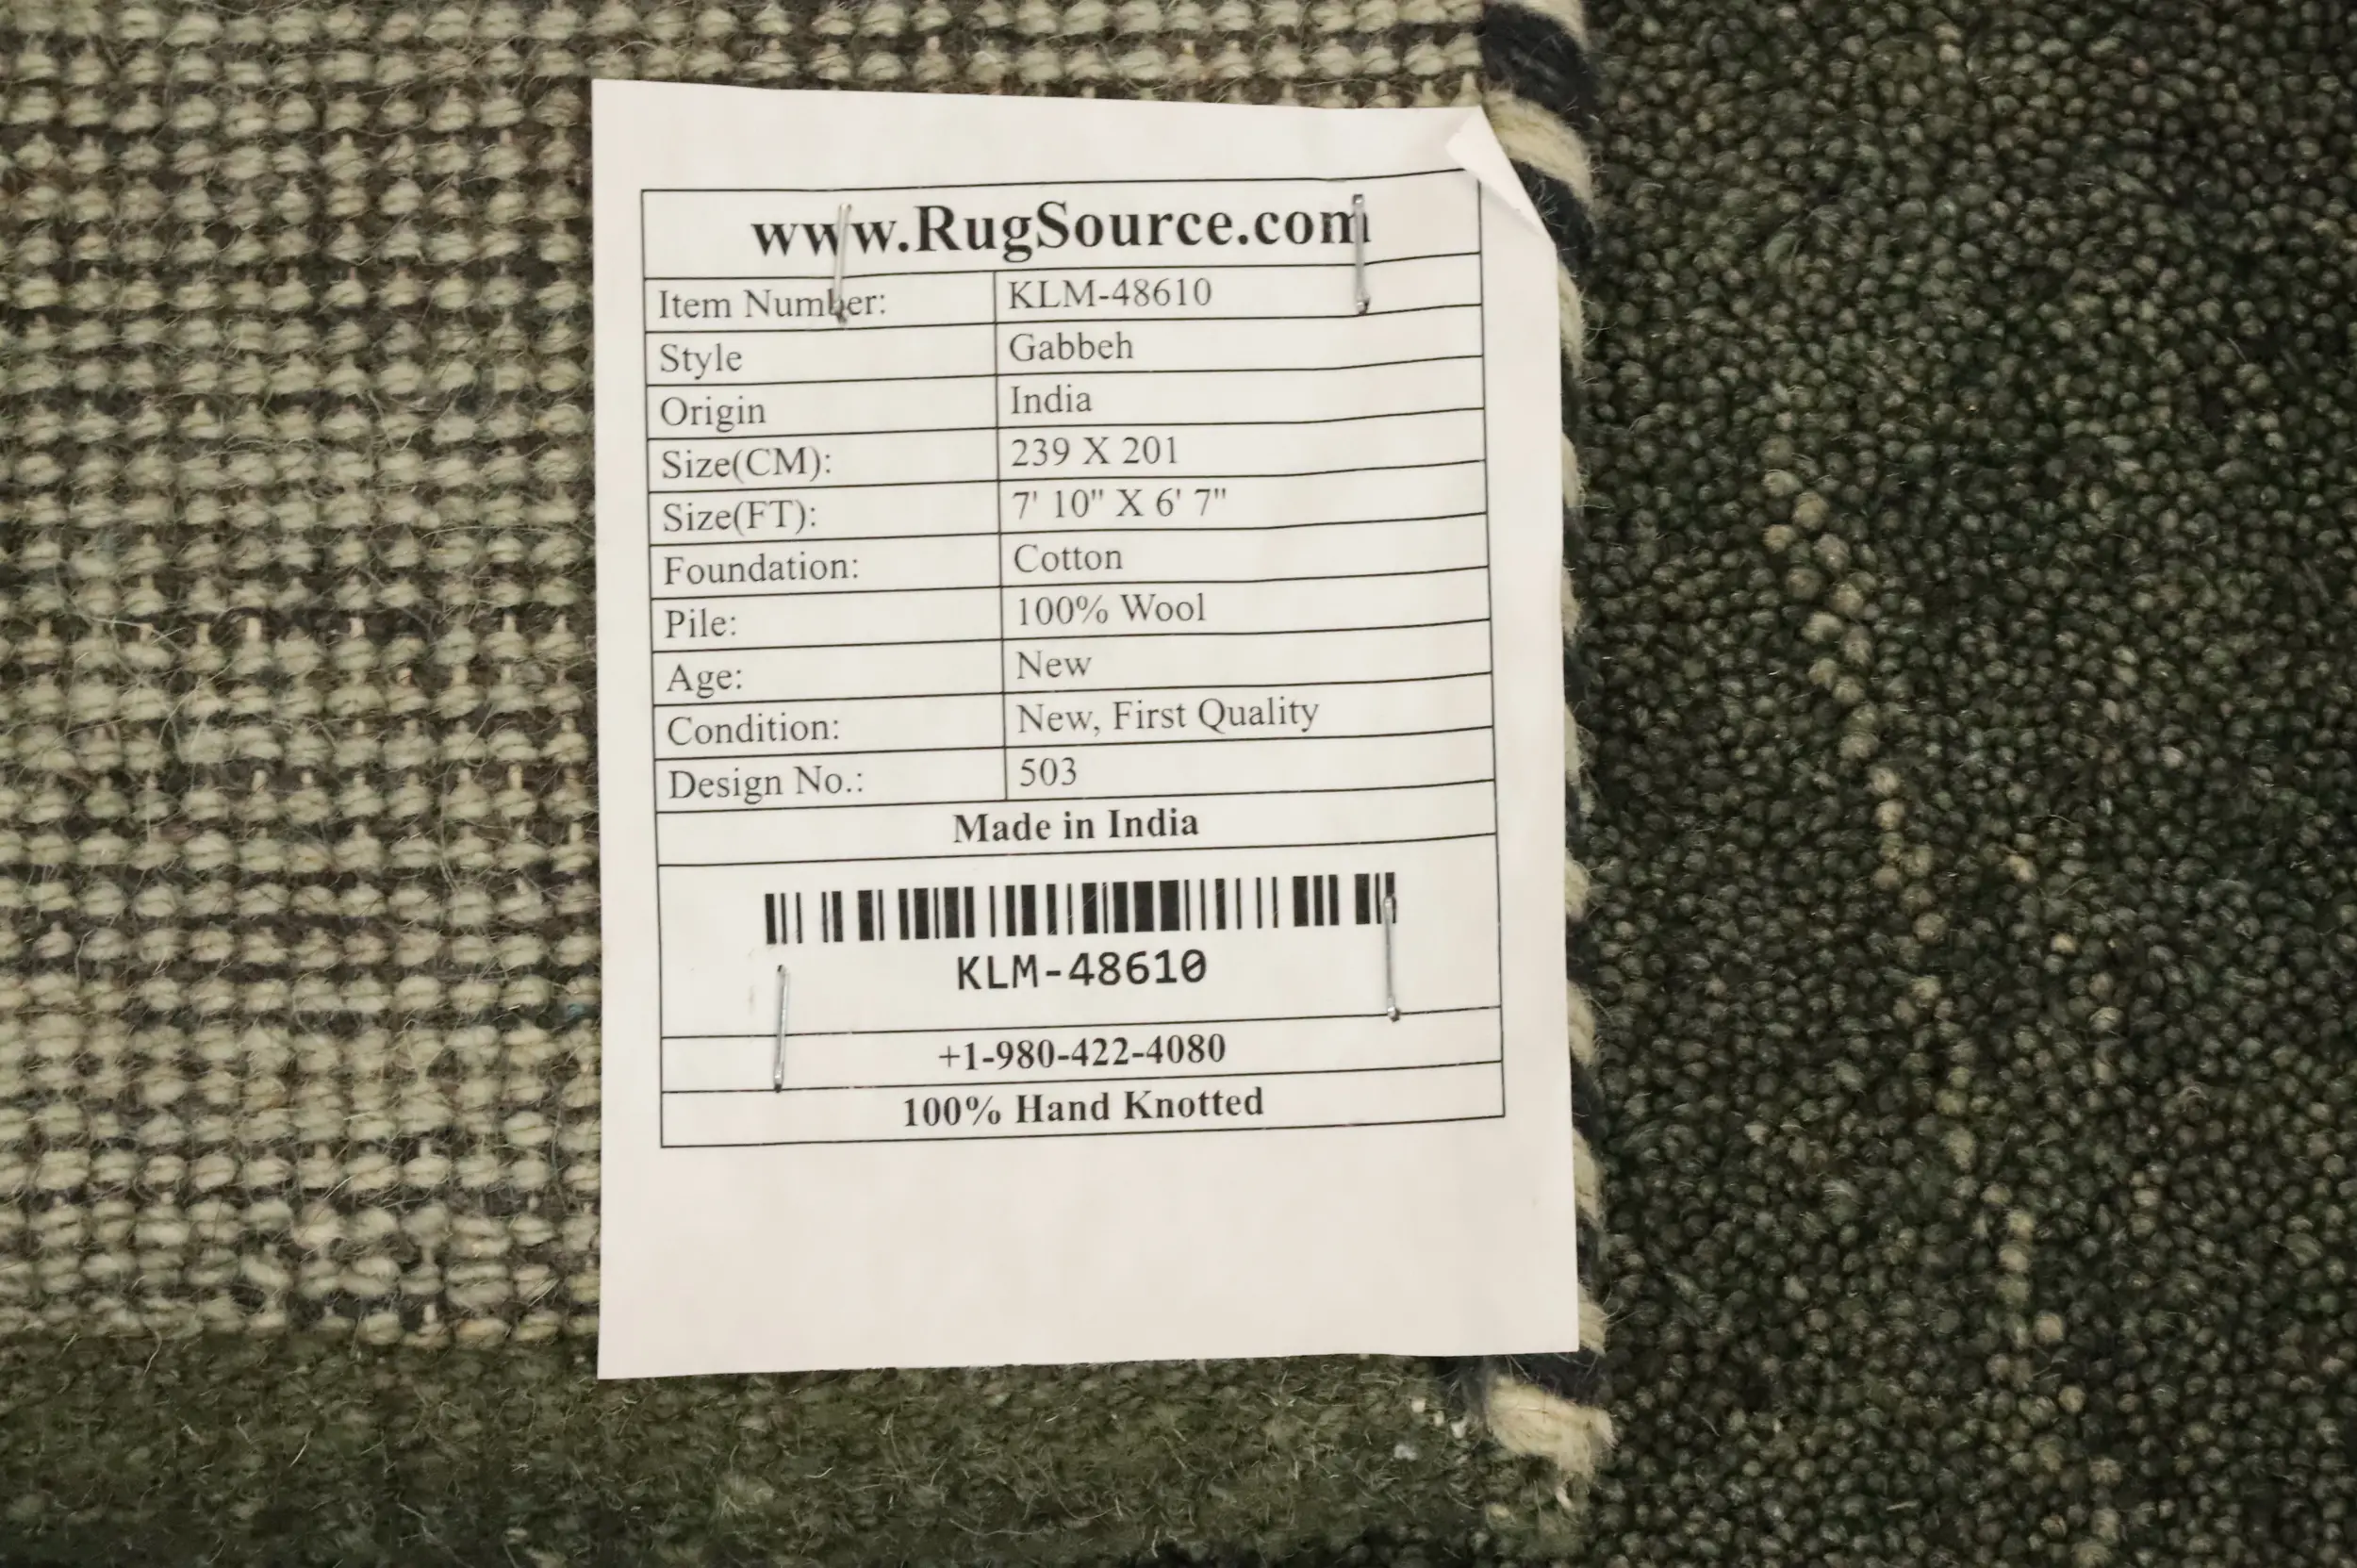 www.RugSource.com
Item Number: KLM-48610
Style Gabbeh
Origin India
Size(CM): 239 X 201
Size(FT): 7' 10" X 6' 7"
Foundation: Cotton
Pile: 100% Wool
Age: New
Condition: New, First Quality
Design No.: 503
Made in India
KLM-48610
+1-980-422-4080
100% Hand Knotted